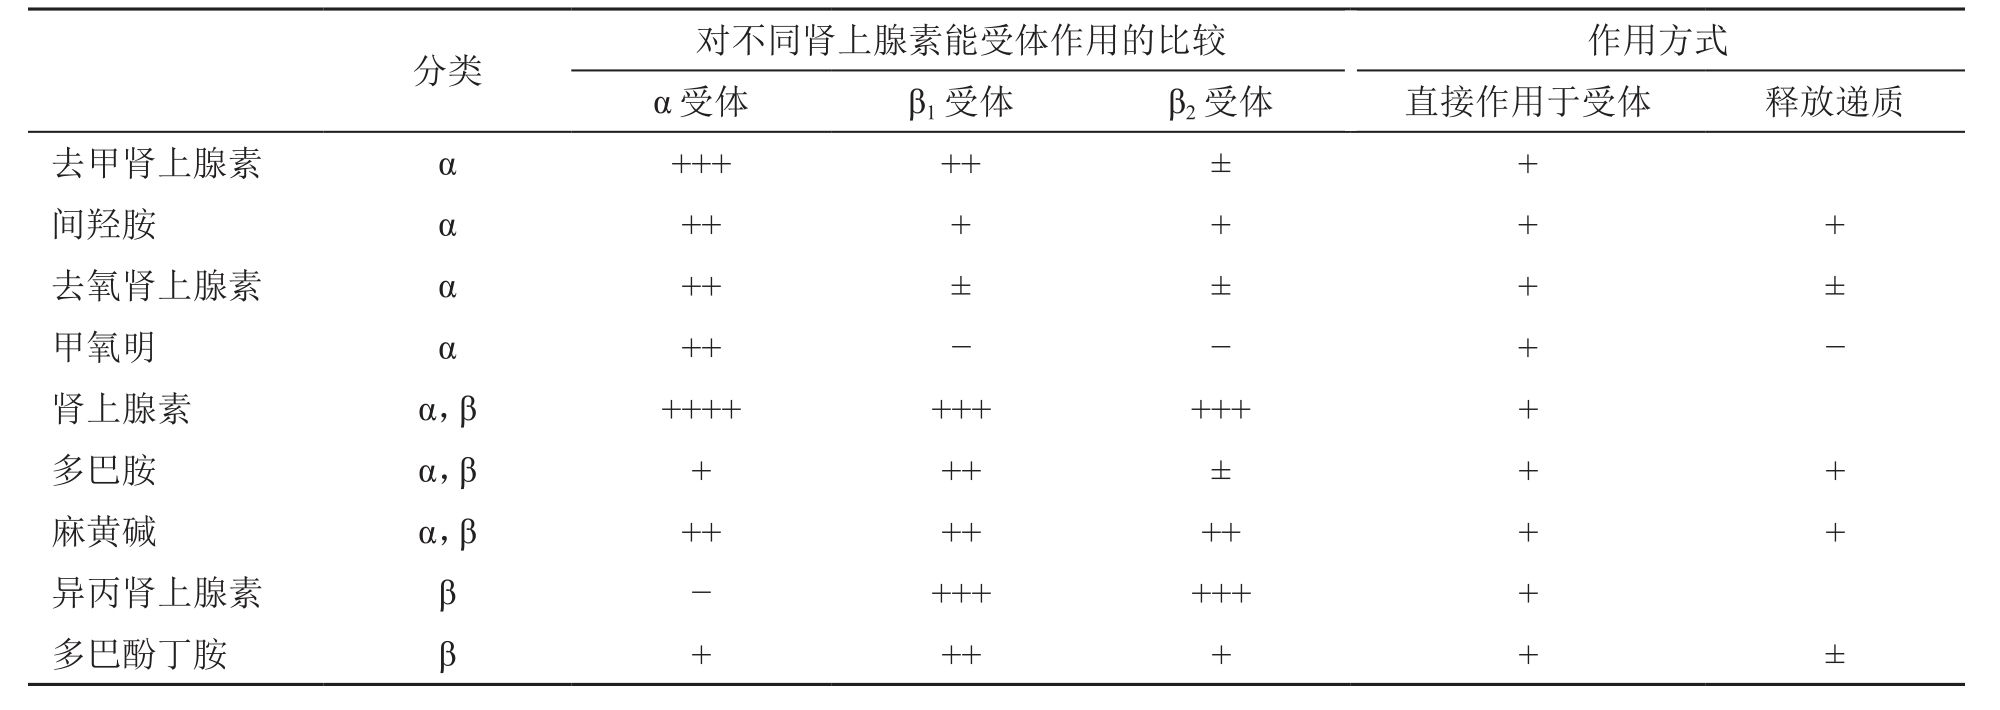 分类 对不同肾上腺素能受体作用的比较 作用方式
α 受体 β1 受体 β2 受体 直接作用于受体 释放递质
去甲肾上腺素 α +++ ++ ± +
间羟胺 α ++ + + + +
去氧肾上腺素 α ++ ± ± + ±
甲氧明 α ++ − − + −
肾上腺素 α, β ++++ +++ +++ +
多巴胺 α, β + ++ ± + +
麻黄碱 α, β ++ ++ ++ + +
异丙肾上腺素 β − +++ +++ +
多巴酚丁胺 β + ++ + + ±